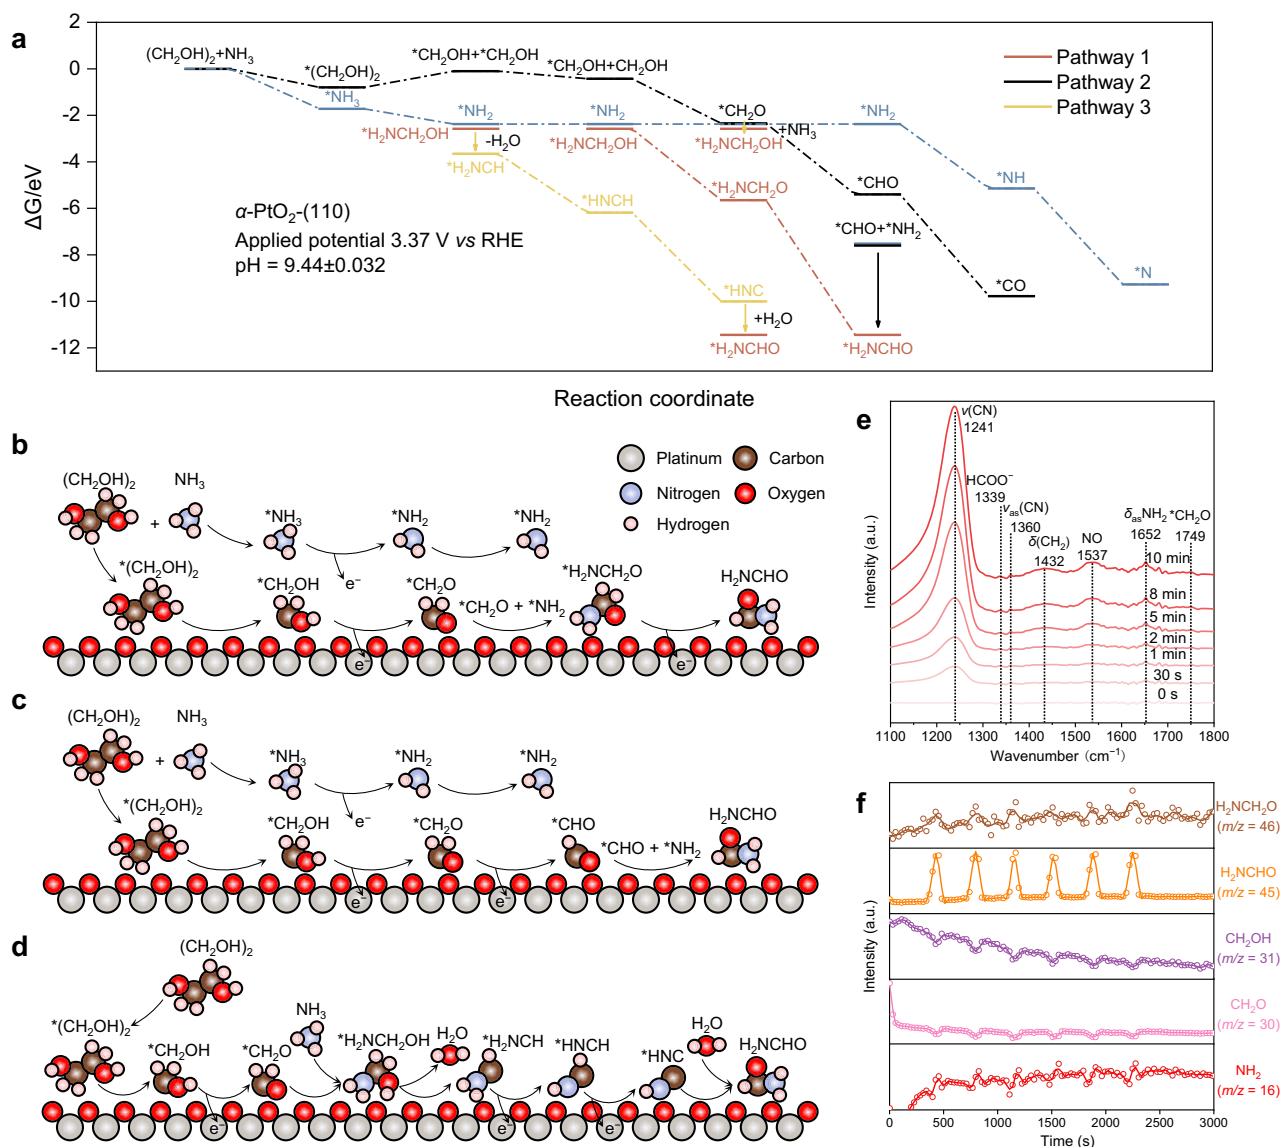 a
2
0
-2
-4
-6
-8
-10
-12
ΔG/eV
(CH₂OH)₂+NH₃
*(CH₂OH)₂
*CH₂OH+*CH₂OH
*CH₂OH+CH₂OH
Pathway 1
Pathway 2
Pathway 3
*NH₃
*NH₂
*NH₂
*CH₂O
+NH₃
*NH₂
*H₂NCH₂OH
-H₂O
*H₂NCH₂OH
*H₂NCH₂OH
*H₂NCH
*HNCH
*H₂NCH₂O
*CHO
*NH
*CHO+*NH₂
α-PtO₂-(110)
Applied potential 3.37 V vs RHE
pH = 9.44±0.032
*HNC
+H₂O
*H₂NCHO
*H₂NCHO
*CO
*N
Reaction coordinate
b
(CH₂OH)₂
+
NH₃
*NH₃
*NH₂
*NH₂
Platinum
Carbon
Nitrogen
Oxygen
Hydrogen
e⁻
*(CH₂OH)₂
*CH₂OH
*CH₂O
*CH₂O + *NH₂
*H₂NCH₂O
H₂NCHO
e⁻
e⁻
c
(CH₂OH)₂
+
NH₃
*NH₃
*NH₂
*NH₂
e⁻
*(CH₂OH)₂
*CH₂OH
*CH₂O
*CHO
*CHO + *NH₂
H₂NCHO
e⁻
e⁻
d
(CH₂OH)₂
*(CH₂OH)₂
*CH₂OH
*CH₂O
NH₃
*H₂NCH₂OH
H₂O
*H₂NCH
*HNCH
*HNC
H₂O
H₂NCHO
e⁻
e⁻
e⁻
e
Intensity (a.u.)
ν(CN)
1241
HCOO⁻
1339
νas(CN)
1360
δ(CH₂)
1432
NO
1537
δasNH₂
1652
*CH₂O
1749
10 min
8 min
5 min
2 min
1 min
30 s
0 s
1100 1200 1300 1400 1500 1600 1700 1800
Wavenumber (cm⁻¹)
f
Intensity (a.u.)
H₂NCH₂O
(m/z = 46)
H₂NCHO
(m/z = 45)
CH₂OH
(m/z = 31)
CH₂O
(m/z = 30)
NH₂
(m/z = 16)
0 500 1000 1500 2000 2500 3000
Time (s)